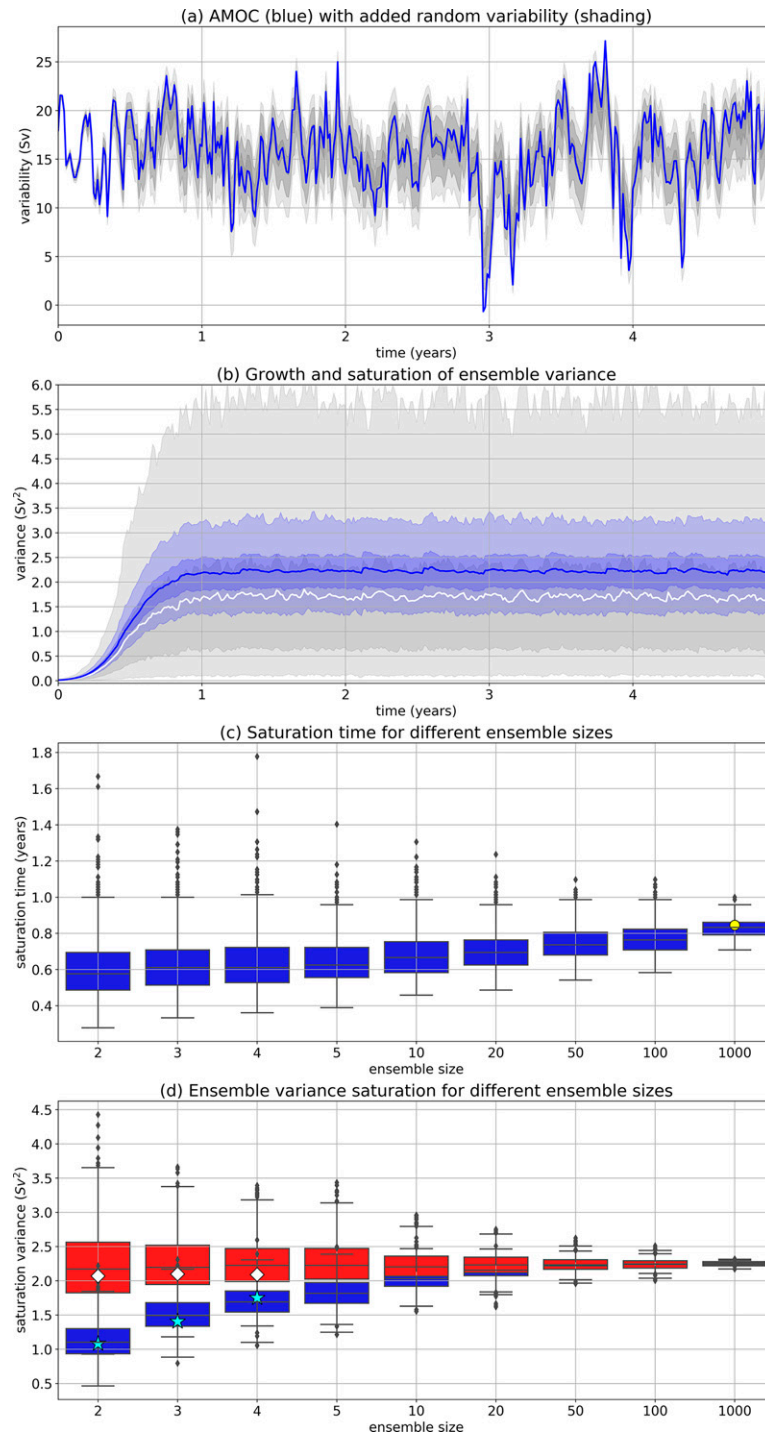 (a) AMOC (blue) with added random variability (shading)
25
20
15
10
5
0
variability (Sv)
0 1 2 3 4
time (years)
(b) Growth and saturation of ensemble variance
6.0
5.5
5.0
4.5
4.0
3.5
3.0
2.5
2.0
1.5
1.0
0.5
0.0
variance (Sv²)
0 1 2 3 4
time (years)
(c) Saturation time for different ensemble sizes
1.8
1.6
1.4
1.2
1.0
0.8
0.6
0.4
saturation time (years)
2 3 4 5 10 20 50 100 1000
ensemble size
(d) Ensemble variance saturation for different ensemble sizes
4.5
4.0
3.5
3.0
2.5
2.0
1.5
1.0
0.5
saturation variance (Sv²)
2 3 4 5 10 20 50 100 1000
ensemble size